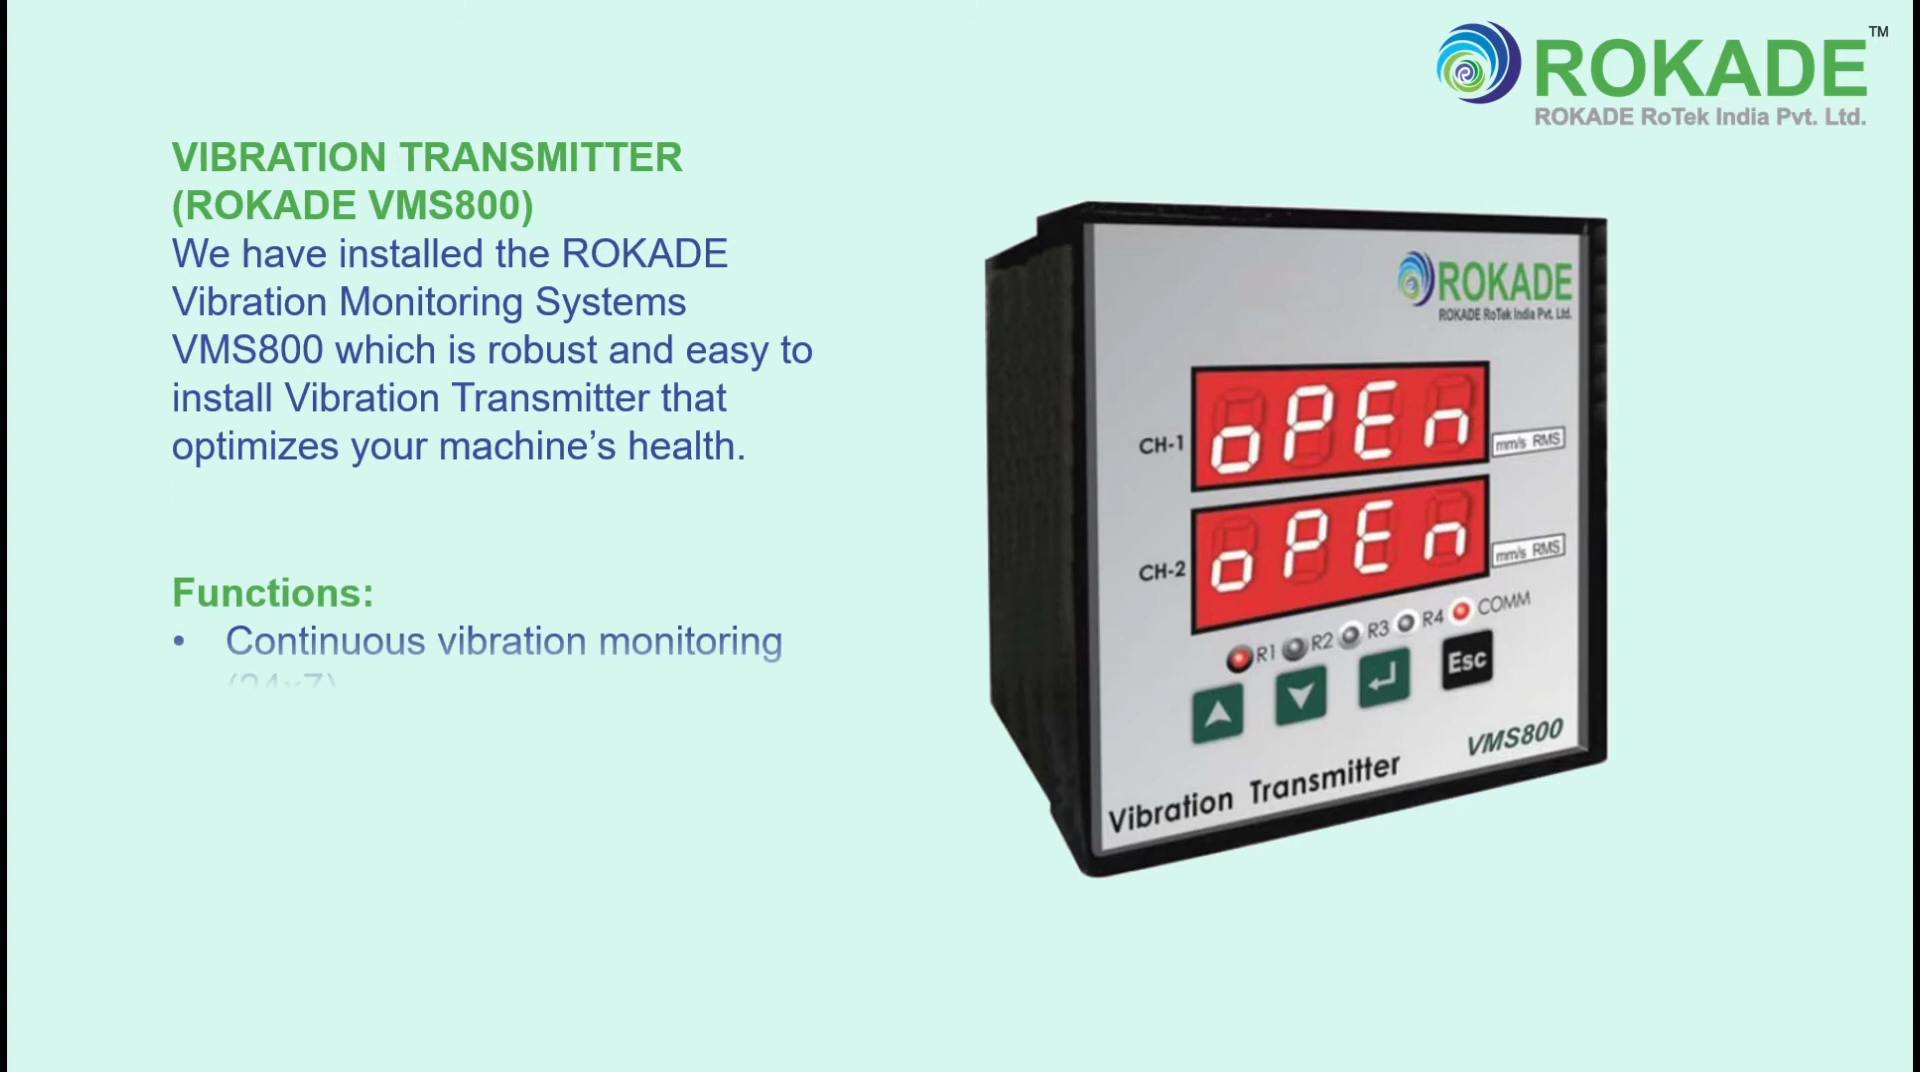 ROKADE™
ROKADE RoTek India Pvt. Ltd.
VIBRATION TRANSMITTER
(ROKADE VMS800)
We have installed the ROKADE
Vibration Monitoring Systems
VMS800 which is robust and easy to
install Vibration Transmitter that
optimizes your machine’s health.
Functions:
• Continuous vibration monitoring
(24x7)
ROKADE
ROKADE RoTek India Pvt. Ltd.
CH-1 oPEn mm/s RMS
CH-2 oPEn mm/s RMS
R1 R2 R3 R4 COMM
Esc
VMS800
Vibration Transmitter